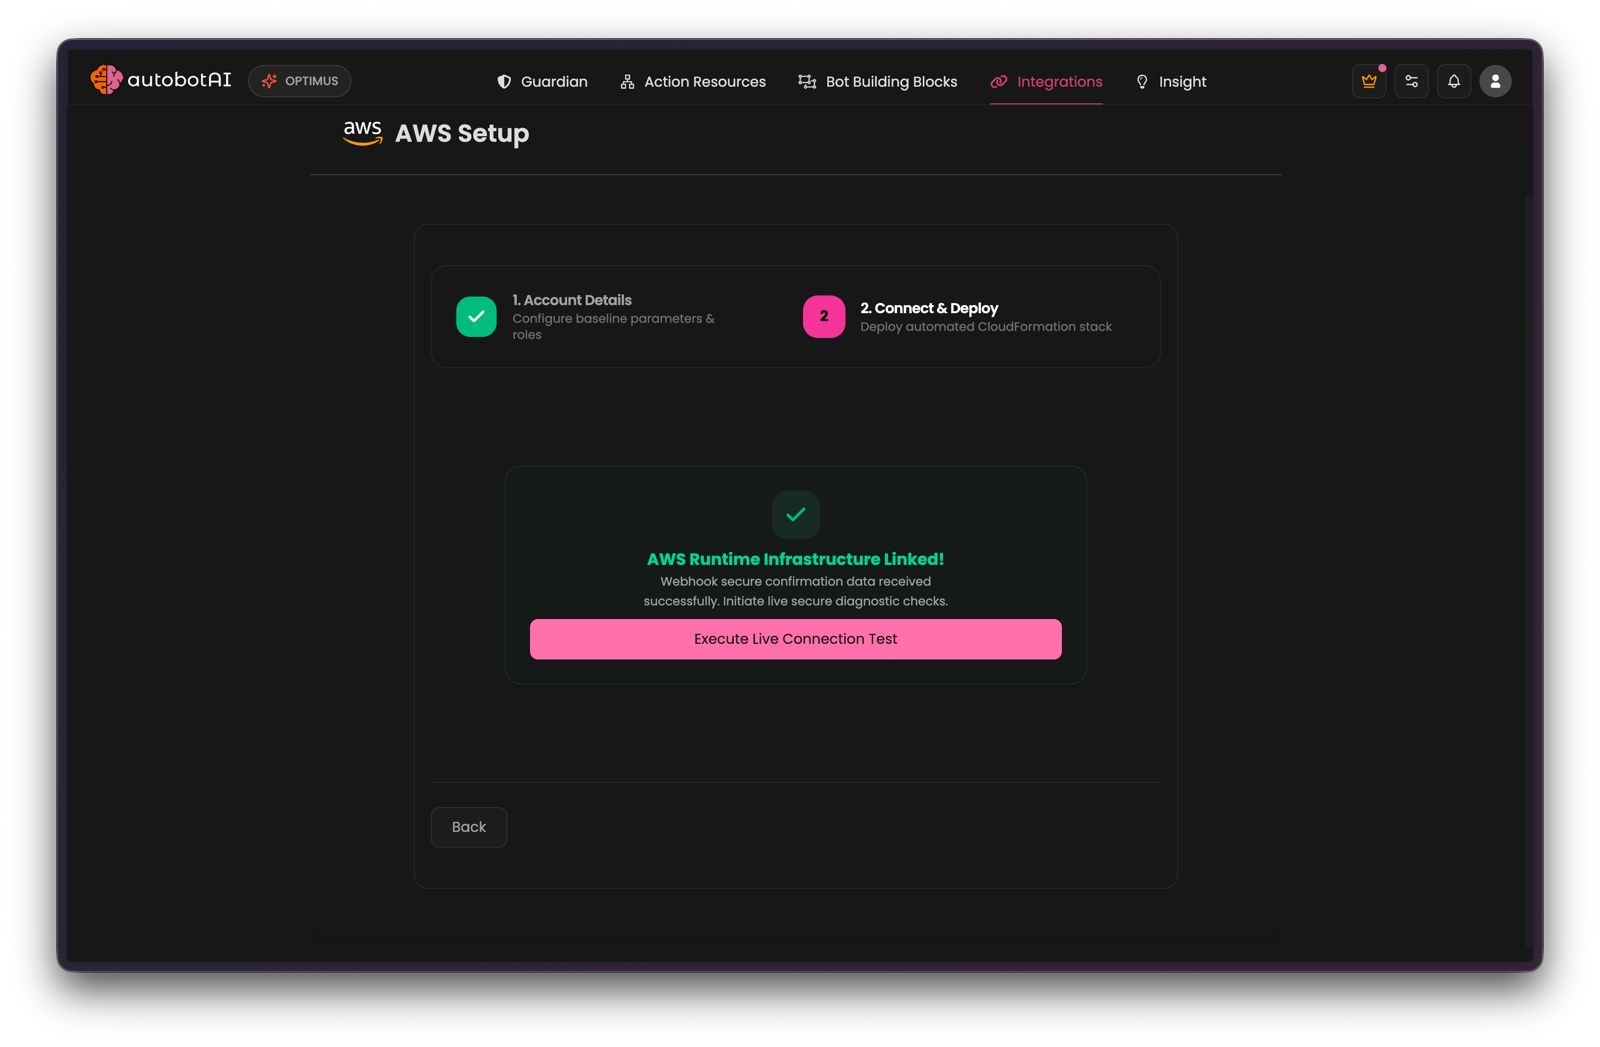 autobotAI
OPTIMUS
Guardian
Action Resources
Bot Building Blocks
Integrations
Insight
aws
AWS Setup
1. Account Details
Configure baseline parameters &
roles
2
2. Connect & Deploy
Deploy automated CloudFormation stack
AWS Runtime Infrastructure Linked!
Webhook secure confirmation data received
successfully. Initiate live secure diagnostic checks.
Execute Live Connection Test
Back